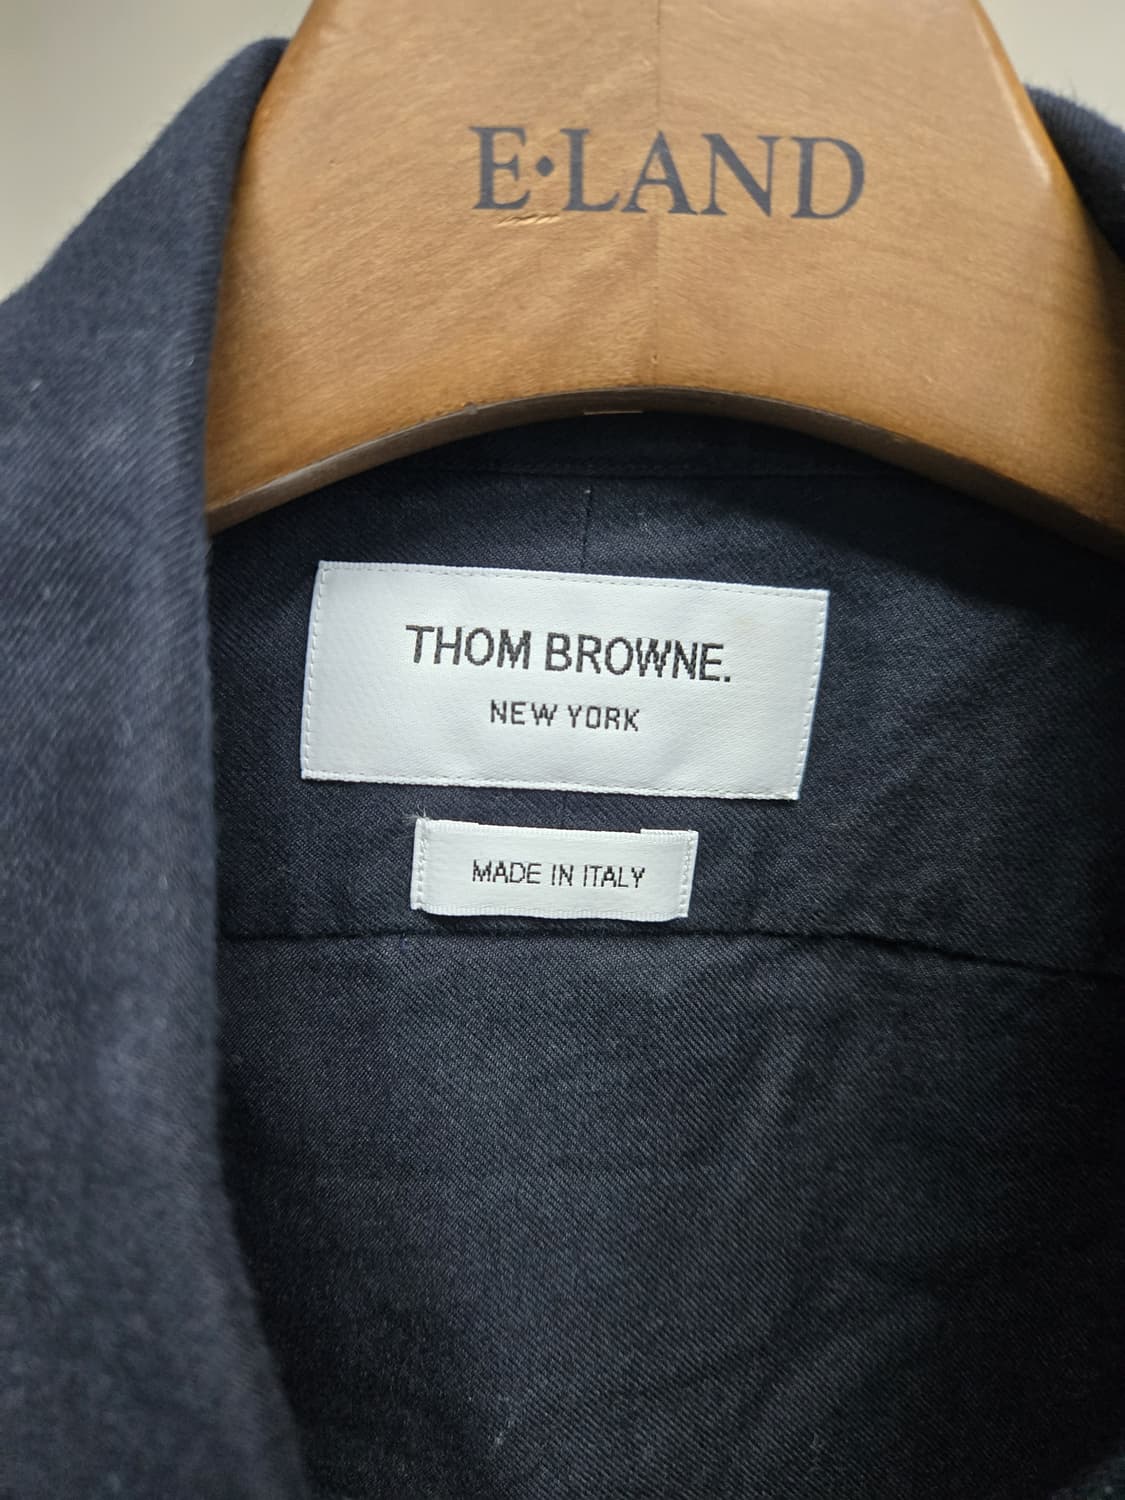 E·LAND
THOM BROWNE.
NEW YORK
MADE IN ITALY